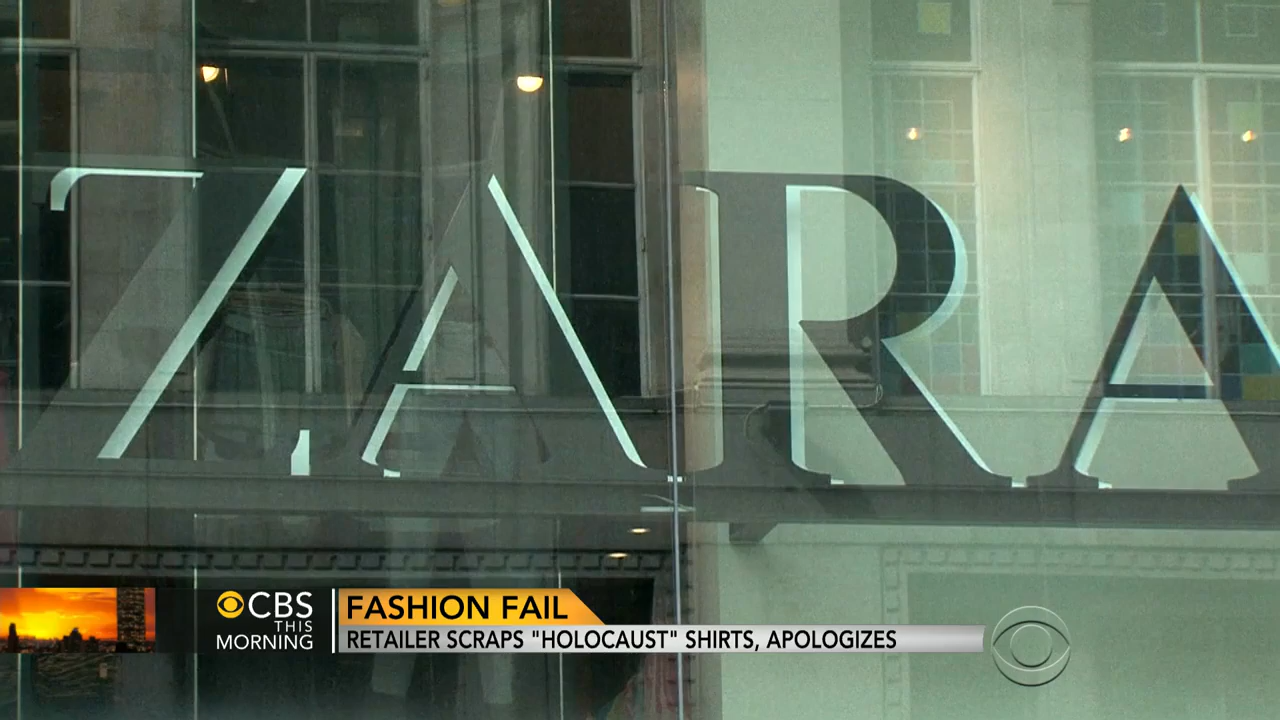 ZARA
CBS
THIS
MORNING
FASHION FAIL
RETAILER SCRAPS "HOLOCAUST" SHIRTS, APOLOGIZES